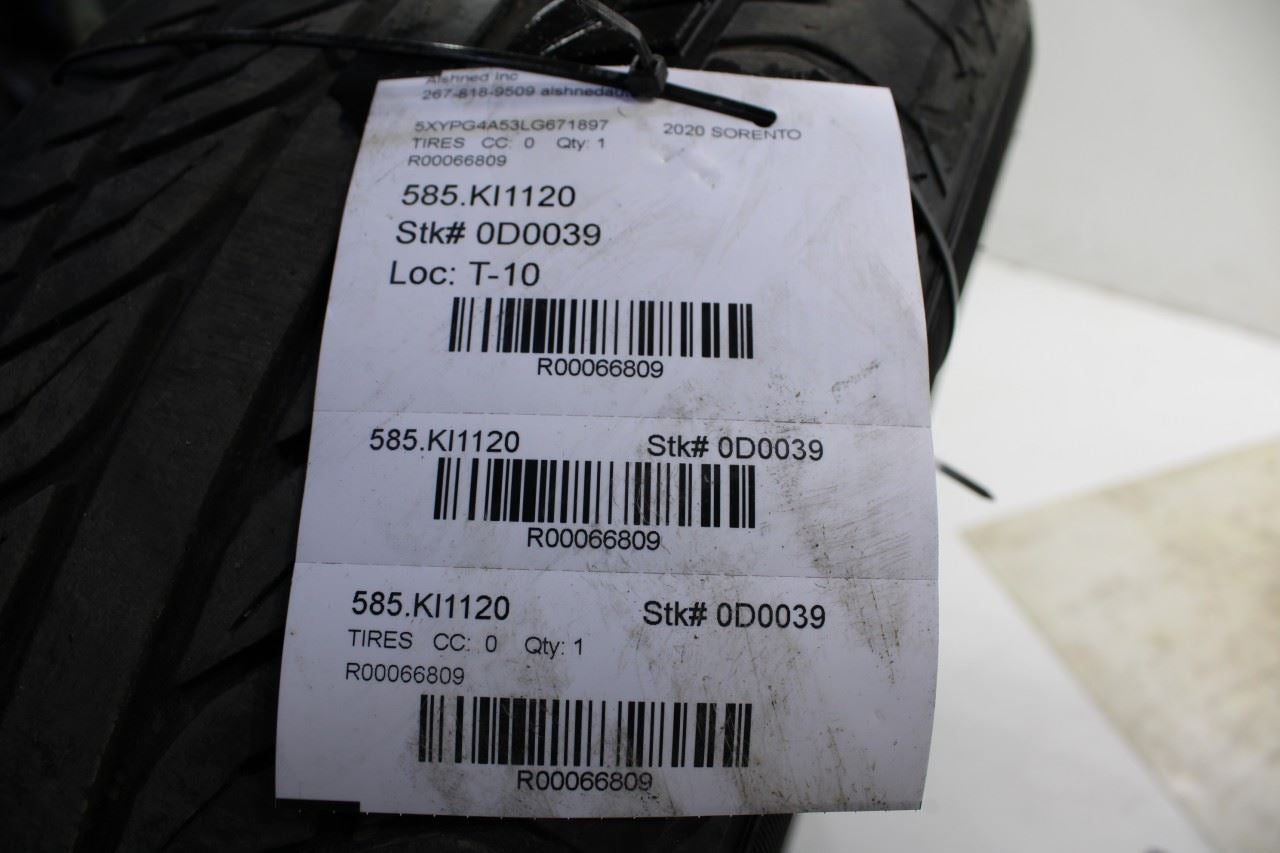 Alshned Inc
267-818-9509
5XYPG4A53LG671897 2020 SORENTO
TIRES CC: 0 Qty: 1
R00066809
585.KI1120
Stk# 0D0039
Loc: T-10
R00066809
585.KI1120 Stk# 0D0039
R00066809
585.KI1120 Stk# 0D0039
TIRES CC: 0 Qty: 1
R00066809
R00066809